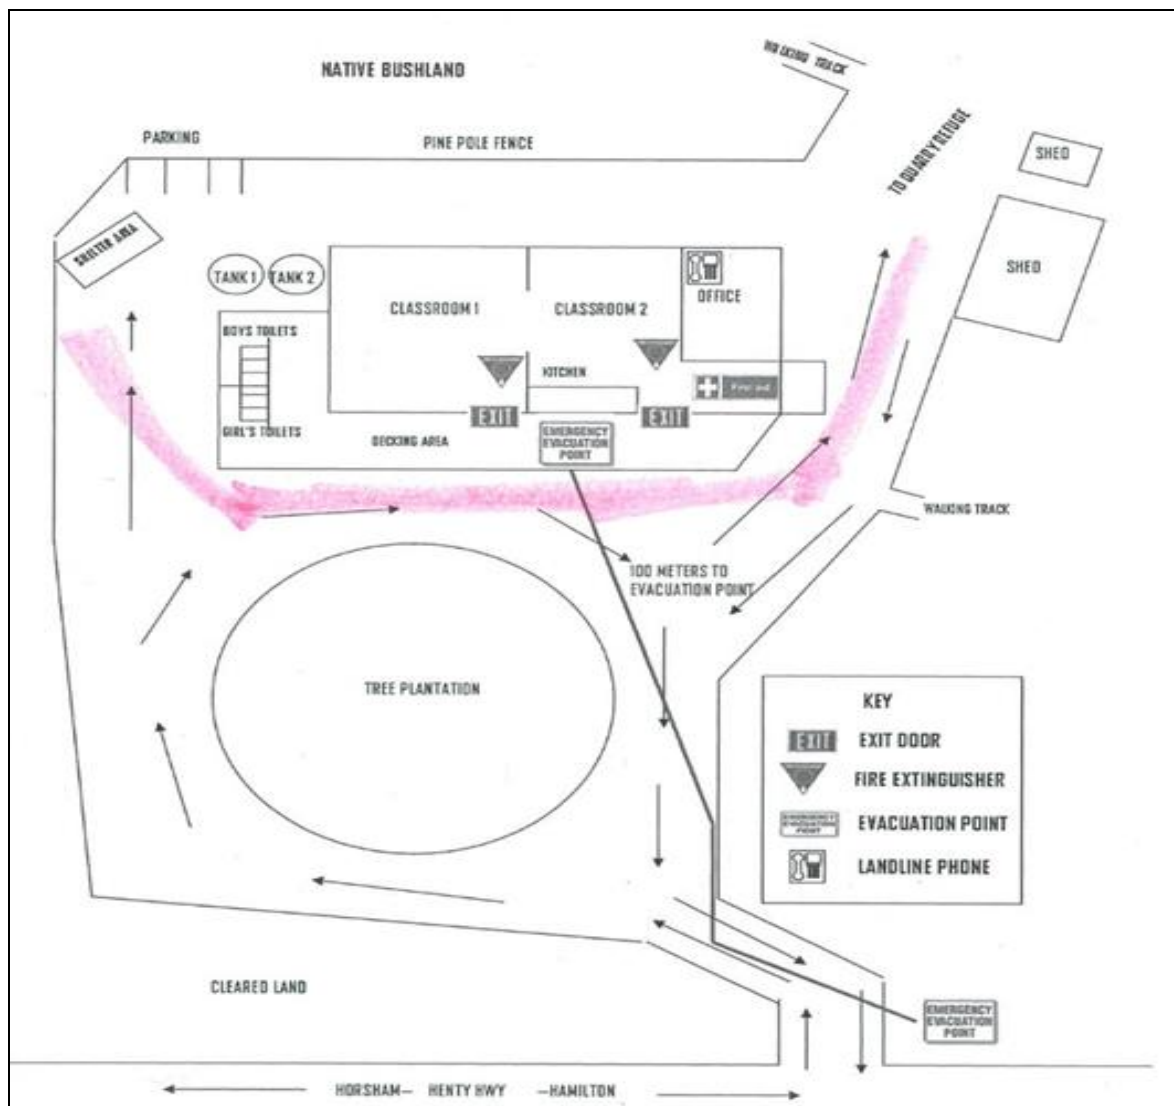 WALKING TRACK
NATIVE BUSHLAND
PARKING
PINE POLE FENCE
TO QUARRY REFUGE
SHED
SHELTER AREA
TANK 1
TANK 2
CLASSROOM 1
CLASSROOM 2
OFFICE
SHED
BOYS TOILETS
KITCHEN
First aid
EXIT
EXIT
GIRL'S TOILETS
DECKING AREA
EMERGENCY
EVACUATION
POINT
WALKING TRACK
100 METERS TO
EVACUATION POINT
TREE PLANTATION
KEY
EXIT EXIT DOOR
FIRE EXTINGUISHER
EMERGENCY
EVACUATION
POINT
EVACUATION POINT
LANDLINE PHONE
CLEARED LAND
EMERGENCY
EVACUATION
POINT
HORSHAM— HENTY HWY —HAMILTON